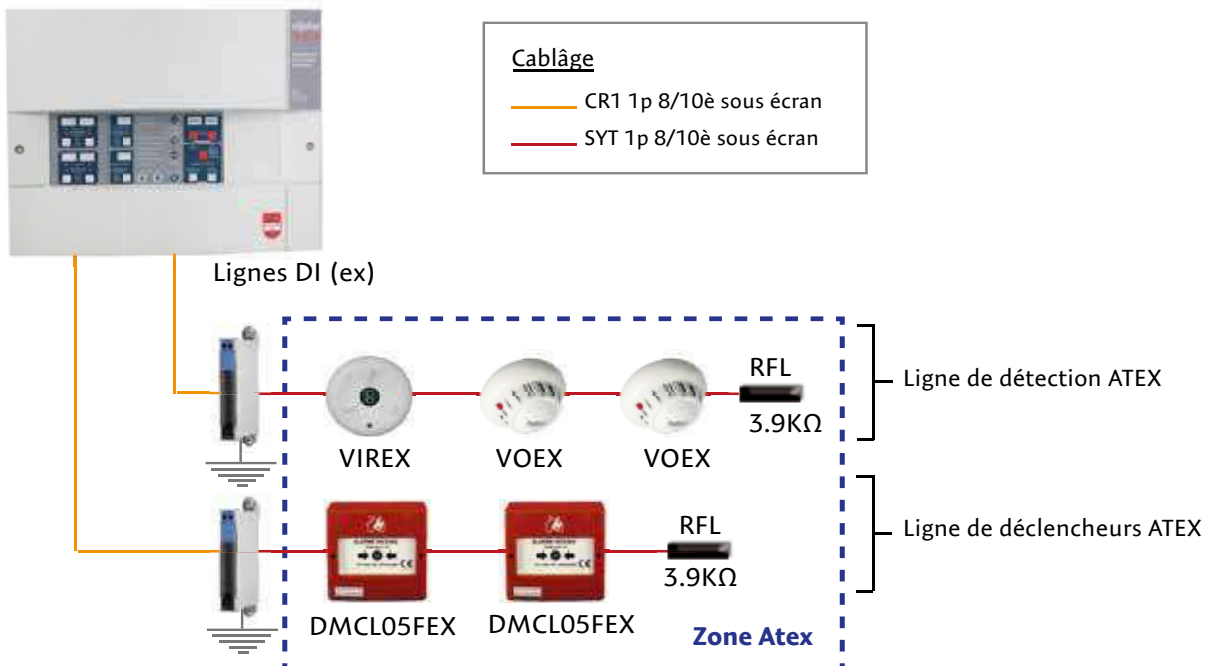 Cablâge
CR1 1p 8/10è sous écran
SYT 1p 8/10è sous écran
Lignes DI (ex)
RFL
3.9KΩ
VIREX
VOEX
VOEX
Ligne de détection ATEX
RFL
3.9KΩ
DMCL05FEX
DMCL05FEX
Zone Atex
Ligne de déclencheurs ATEX